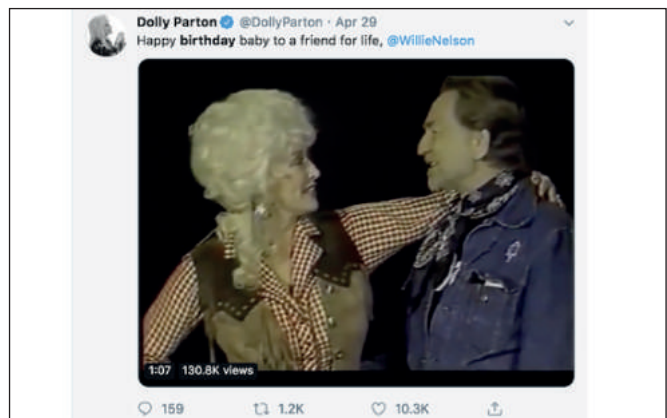 Dolly Parton @DollyParton · Apr 29
Happy birthday baby to a friend for life, @WillieNelson
1:07 130.8K views
159 1.2K 10.3K